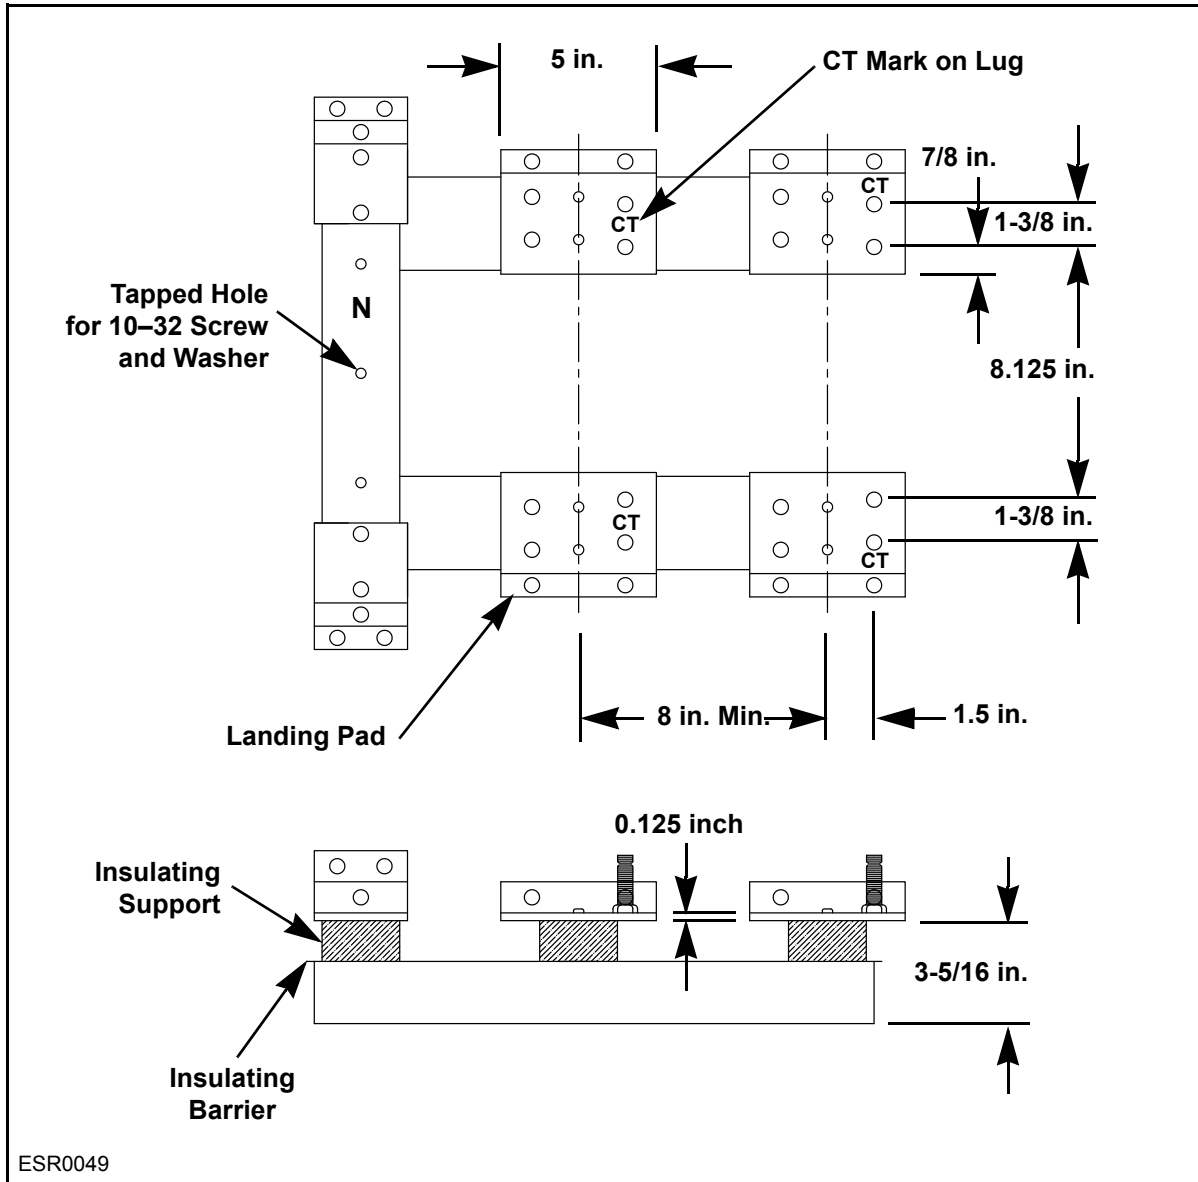 5 in.
CT Mark on Lug
7/8 in.
CT
1-3/8 in.
CT
Tapped Hole
for 10–32 Screw
and Washer
N
8.125 in.
1-3/8 in.
CT
CT
Landing Pad
8 in. Min.
1.5 in.
0.125 inch
Insulating
Support
3-5/16 in.
Insulating
Barrier
ESR0049